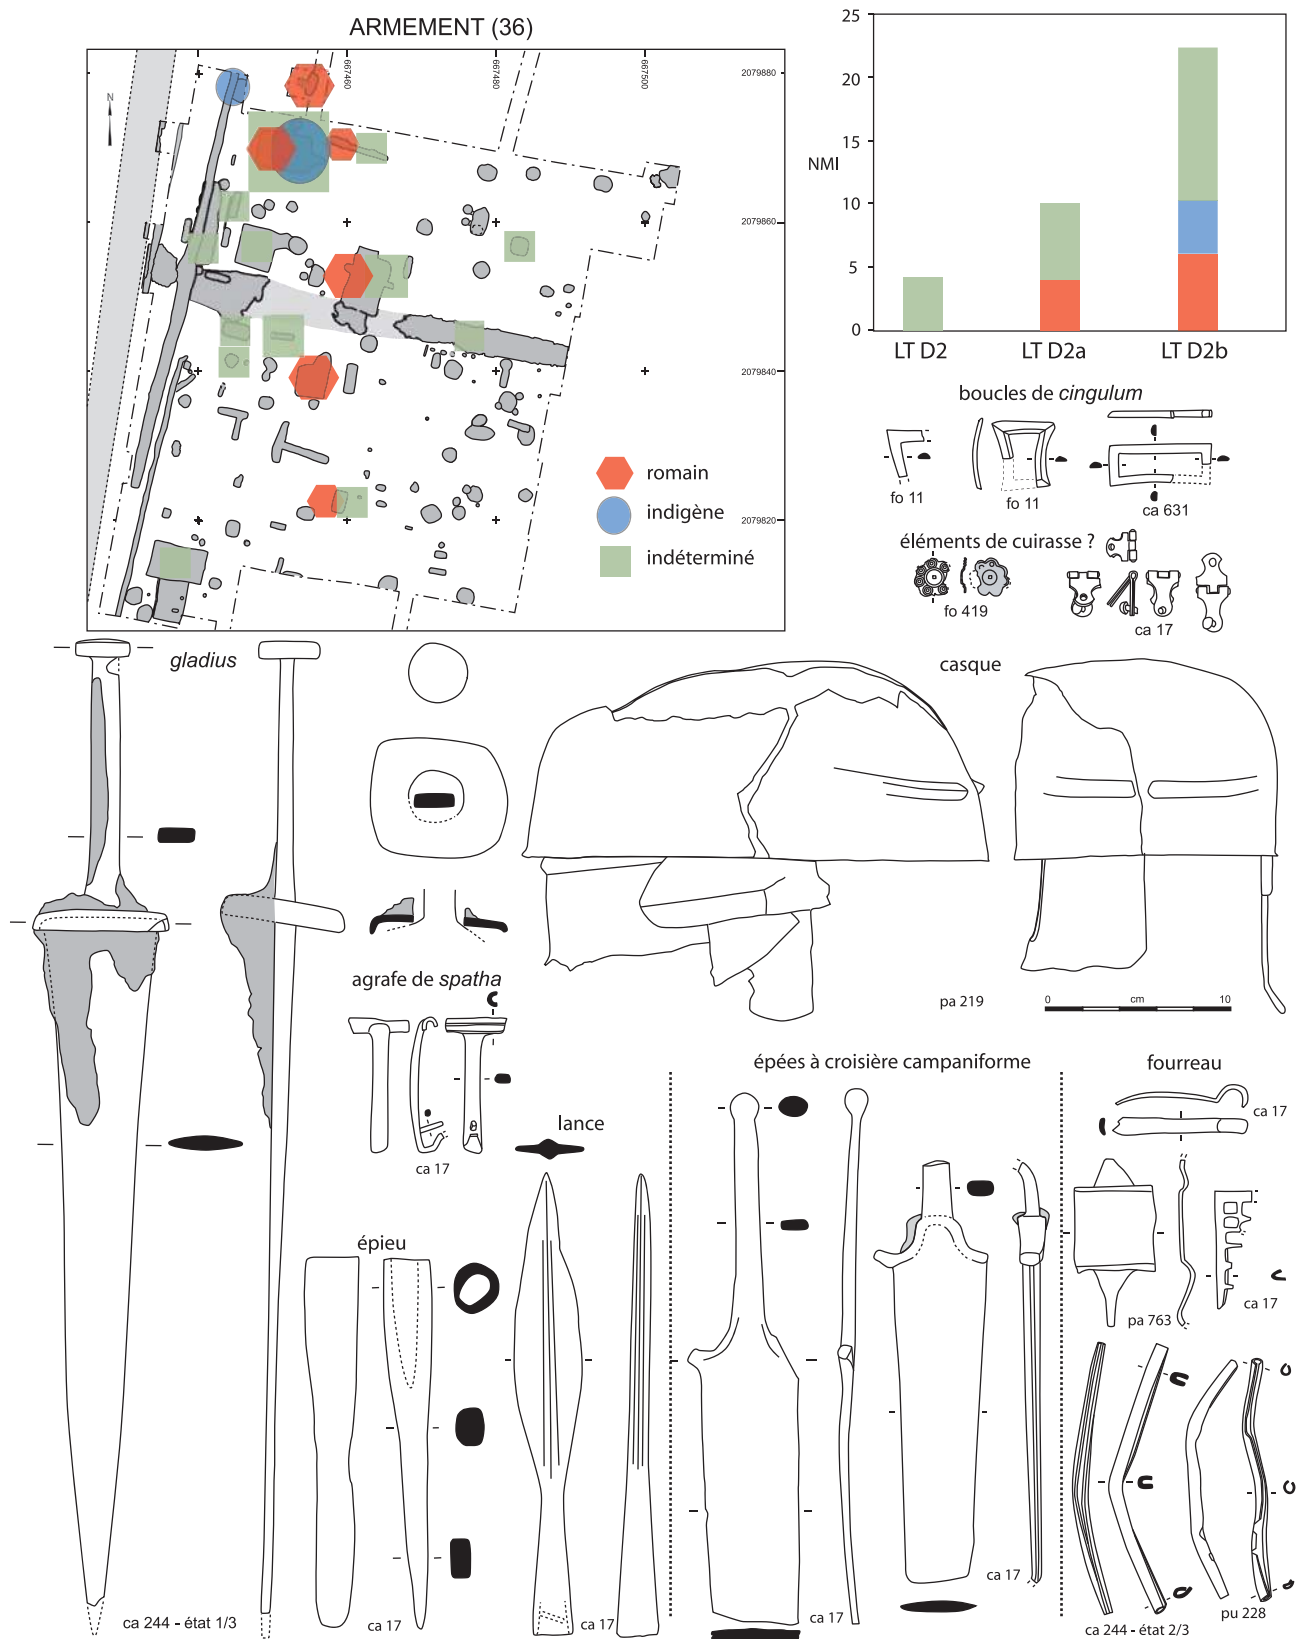 ARMEMENT (36)
N
667460
667480
667500
2079880
2079860
2079840
2079820
romain
indigène
indéterminé
25
20
15
NMI
10
5
0
LT D2
LT D2a
LT D2b
boucles de cingulum
fo 11
fo 11
ca 631
éléments de cuirasse ?
fo 419
ca 17
gladius
casque
pa 219
0 cm 10
agrafe de spatha
ca 17
lance
épées à croisière campaniforme
fourreau
ca 17
épieu
pa 763
ca 17
ca 244 - état 1/3
ca 17
ca 17
ca 17
ca 17
ca 244 - état 2/3
pu 228